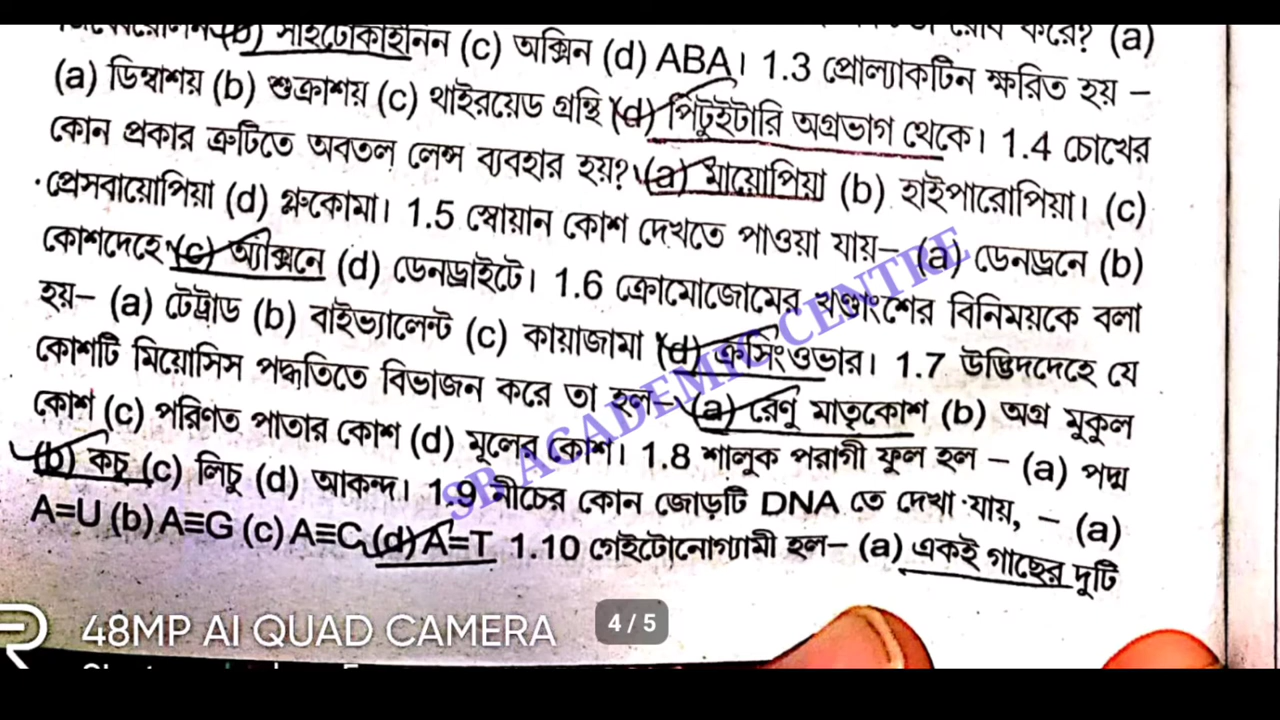 সাইটোকাইনিন (c) অক্সিন (d) ABA। 1.3 প্রোল্যাকটিন ক্ষরিত হয় –
(a) ডিম্বাশয় (b) শুক্রাশয় (c) থাইরয়েড গ্রন্থি (d) পিটুইটারি অগ্রভাগ থেকে। 1.4 চোখের
কোন প্রকার ত্রুটিতে অবতল লেন্স ব্যবহার হয়? (a) মায়োপিয়া (b) হাইপারোপিয়া। (c)
প্রেসবায়োপিয়া (d) গ্লুকোমা। 1.5 স্বোয়ান কোশ দেখতে পাওয়া যায়– (a) ডেনড্রনে (b)
কোশদেহে (c) অ্যাক্সনে (d) ডেনড্রাইটে। 1.6 ক্রোমোজোমের খণ্ডাংশের বিনিময়কে বলা
হয়– (a) টেট্রাড (b) বাইভ্যালেন্ট (c) কায়াজামা (d) ক্রসিংওভার। 1.7 উদ্ভিদদেহে যে
কোশটি মিয়োসিস পদ্ধতিতে বিভাজন করে তা হল– (a) রেণু মাতৃকোশ (b) অগ্র মুকুল
কোশ (c) পরিণত পাতার কোশ (d) মূলের কোশ। 1.8 শালুক পরাগী ফুল হল – (a) পদ্ম
(b) কচু (c) লিচু (d) আকন্দ। 1.9 নীচের কোন জোড়টি DNA তে দেখা যায়, – (a)
A=U (b) A≡G (c) A≡C (d) A=T 1.10 গেইটোনোগ্যামী হল– (a) একই গাছের দুটি
SR ACADEMIC CENTRE
48MP AI QUAD CAMERA
4 / 5